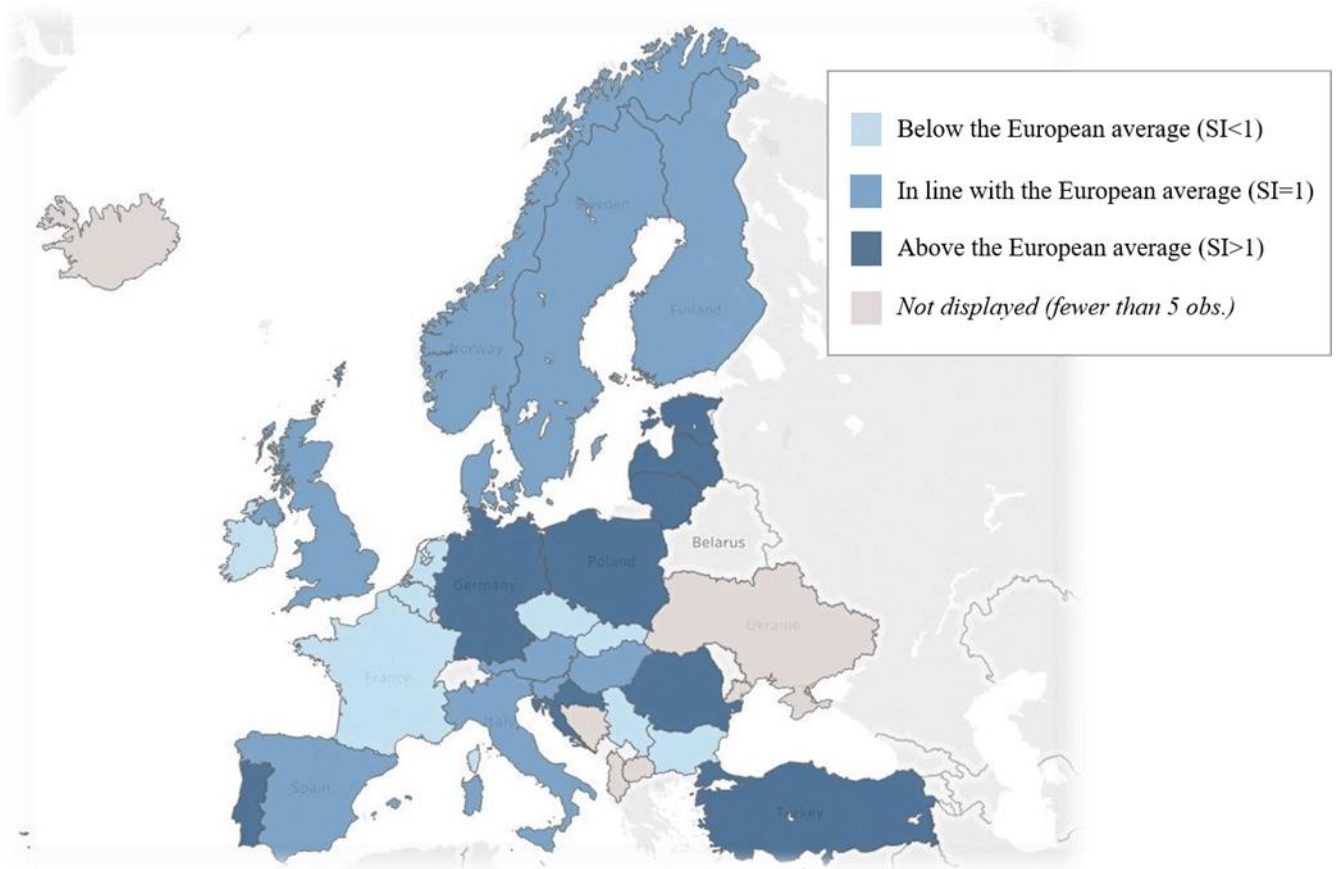 Below the European average (SI<1)
In line with the European average (SI=1)
Above the European average (SI>1)
Not displayed (fewer than 5 obs.)
Sweden
Finland
Norway
Belarus
Poland
Germany
Ukraine
France
Italy
Spain
Turkey